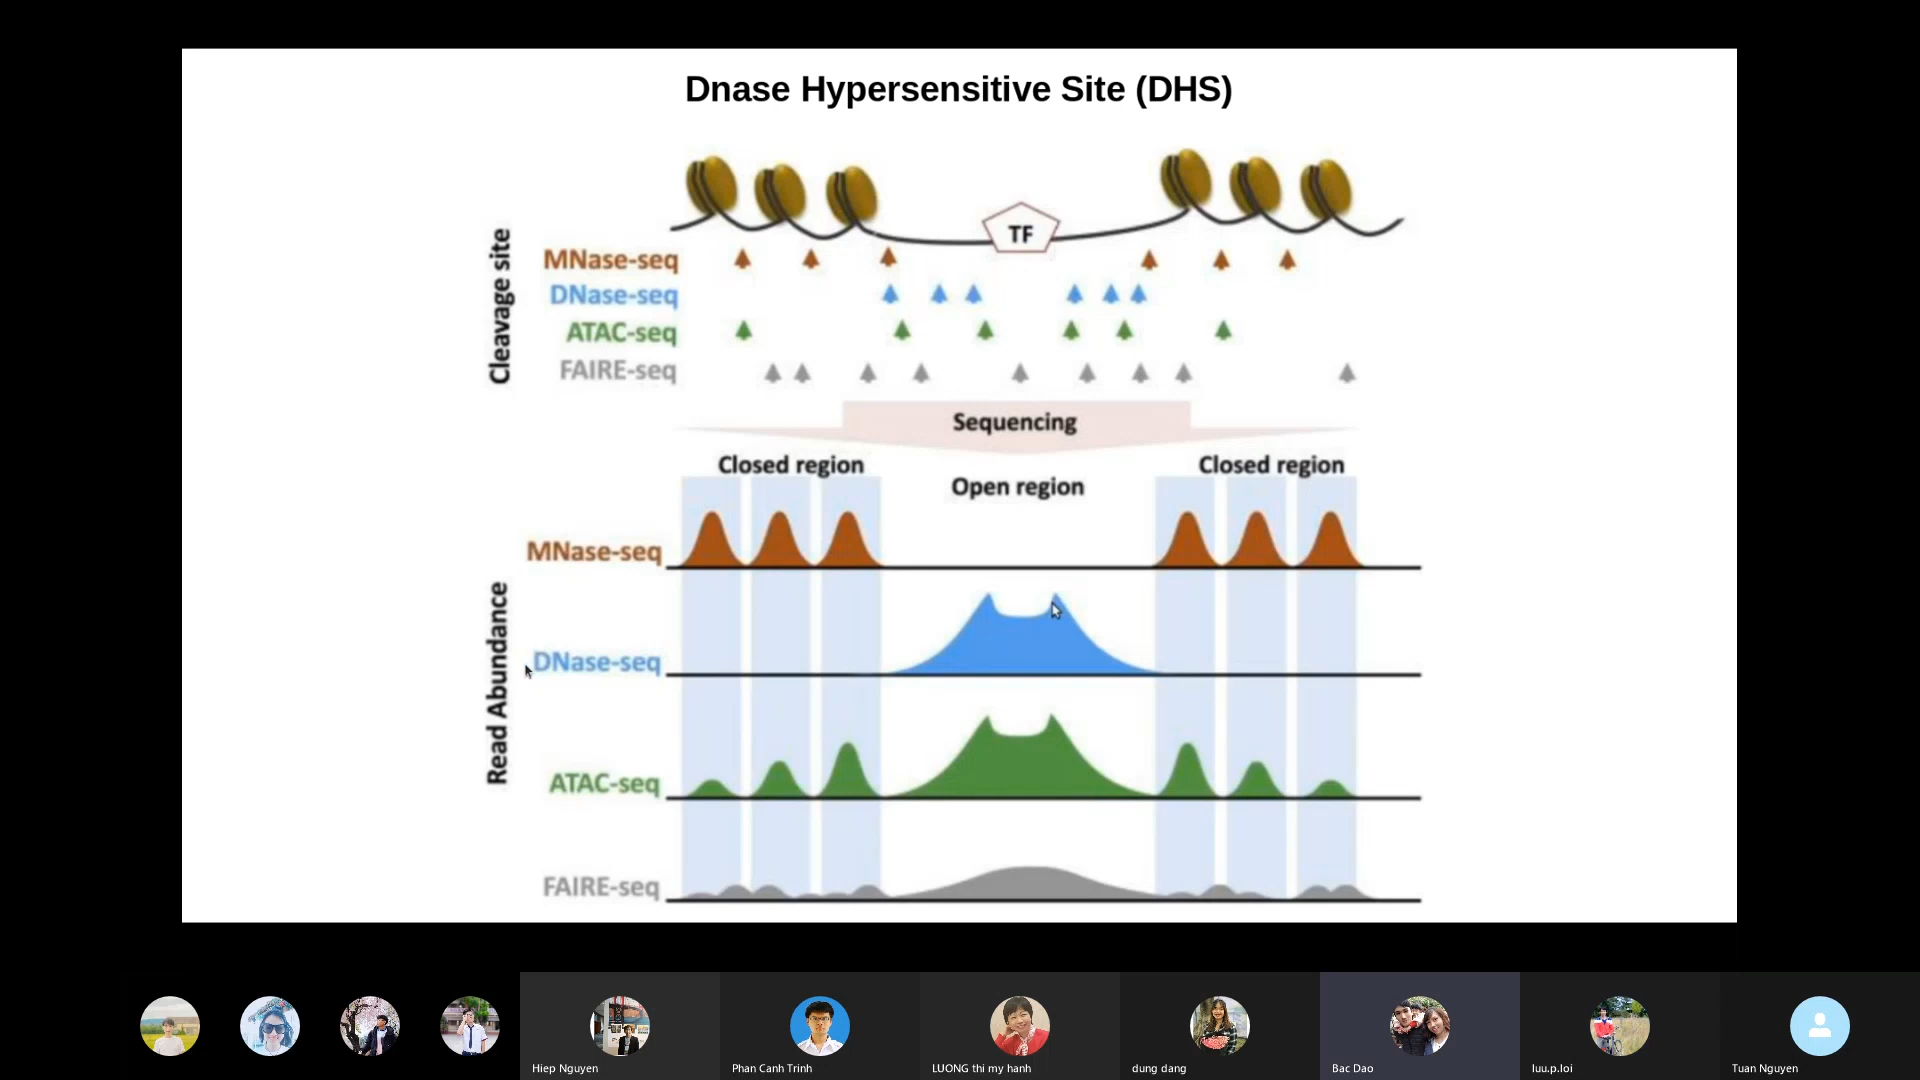 Dnase Hypersensitive Site (DHS)
TF
Cleavage site
MNase-seq
DNase-seq
ATAC-seq
FAIRE-seq
Sequencing
Closed region
Open region
Closed region
Read Abundance
MNase-seq
DNase-seq
ATAC-seq
FAIRE-seq
Hiep Nguyen
Phan Canh Trinh
LUONG thi my hanh
dung dang
Bac Dao
luu.p.loi
Tuan Nguyen